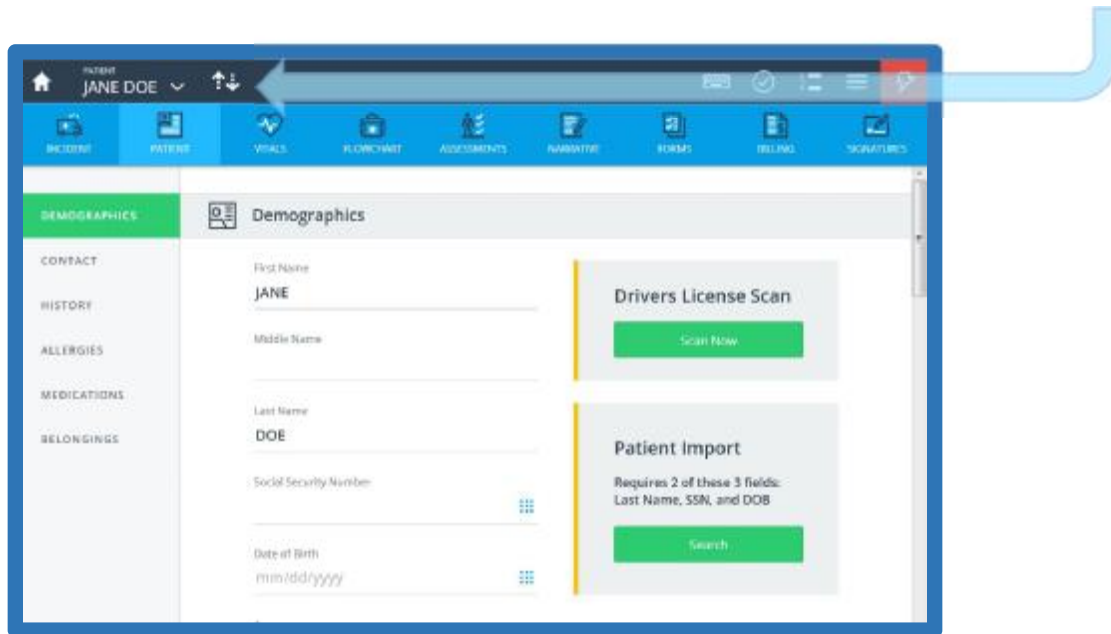 PATIENT
JANE DOE
INCIDENT
PATIENT
VITALS
FLOWCHART
ASSESSMENTS
NARRATIVE
FORMS
BILLING
SIGNATURES
DEMOGRAPHICS
CONTACT
HISTORY
ALLERGIES
MEDICATIONS
BELONGINGS
Demographics
First Name
JANE
Middle Name
Last Name
DOE
Social Security Number
Date of Birth
mm/dd/yyyy
Drivers License Scan
Scan Now
Patient Import
Requires 2 of these 3 fields:
Last Name, SSN, and DOB
Search